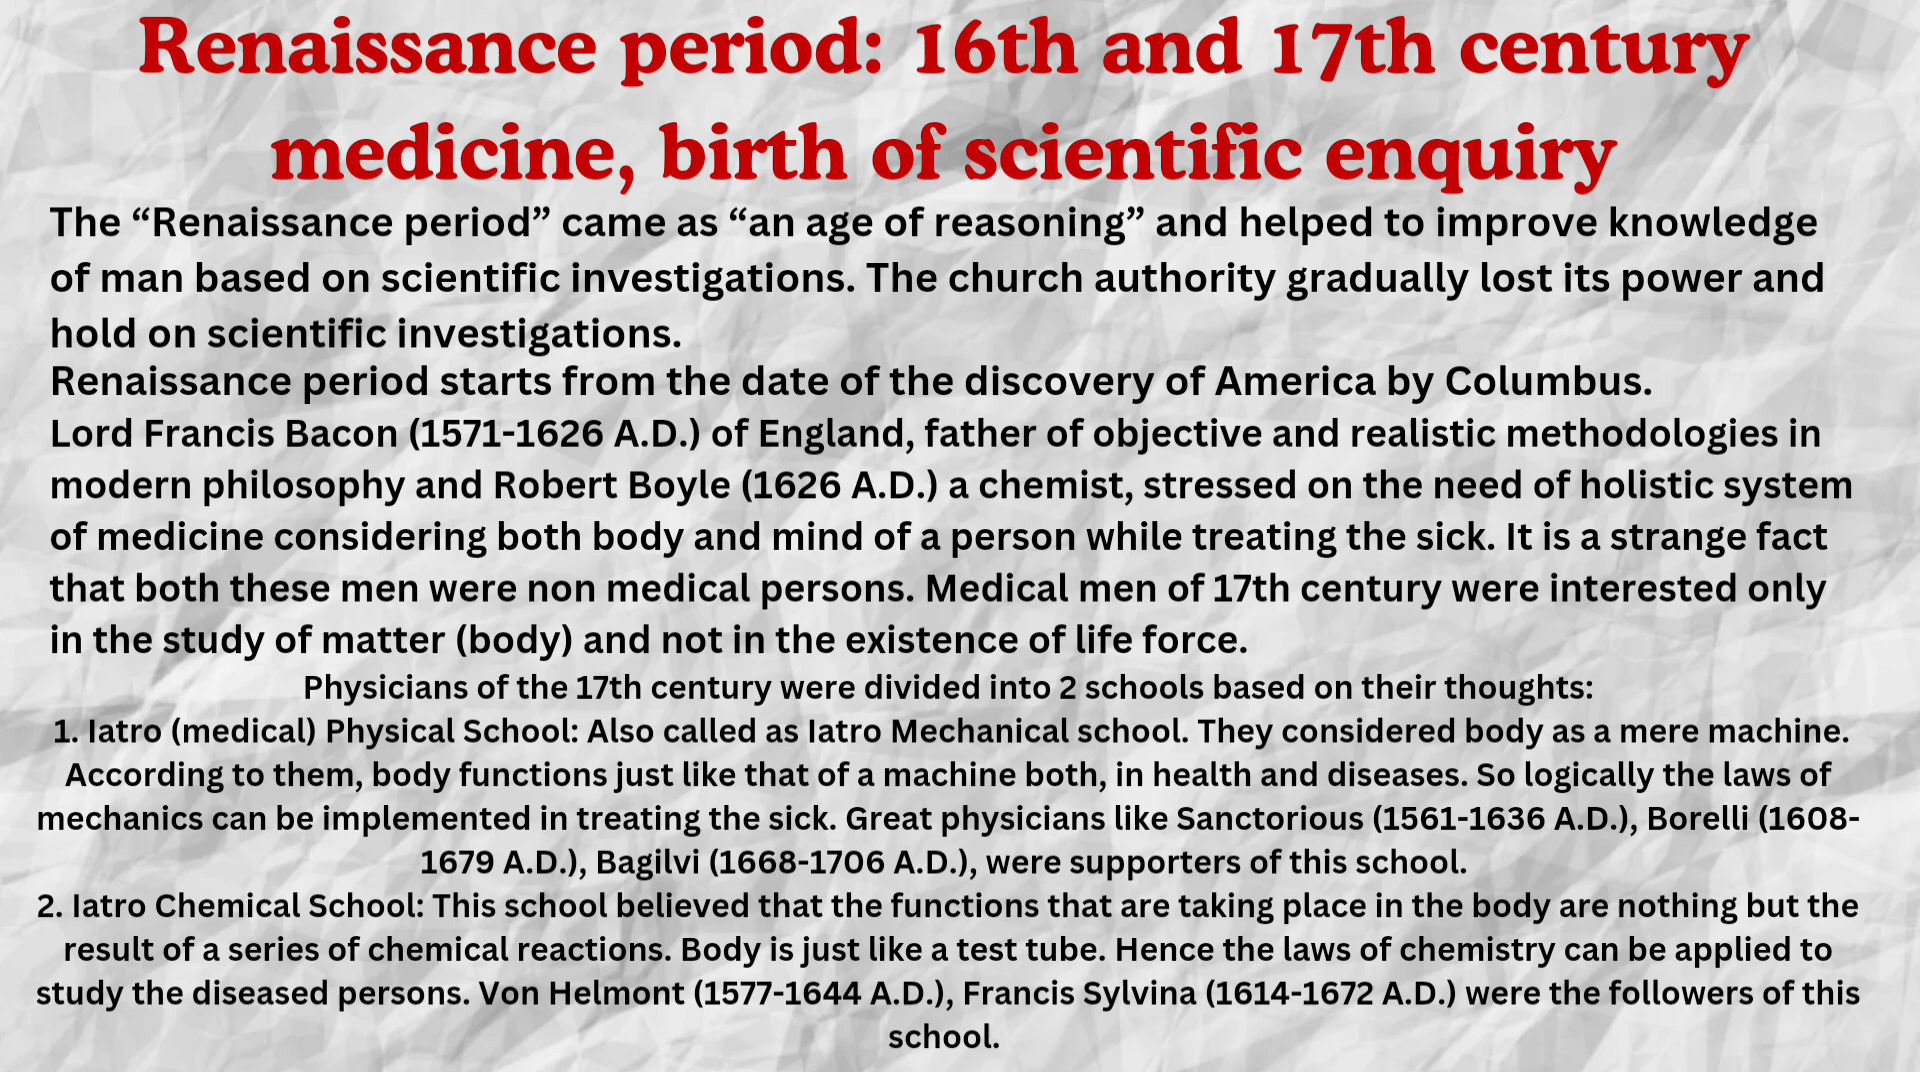 Renaissance period: 16th and 17th century
medicine, birth of scientific enquiry
The “Renaissance period” came as “an age of reasoning” and helped to improve knowledge
of man based on scientific investigations. The church authority gradually lost its power and
hold on scientific investigations.
Renaissance period starts from the date of the discovery of America by Columbus.
Lord Francis Bacon (1571-1626 A.D.) of England, father of objective and realistic methodologies in
modern philosophy and Robert Boyle (1626 A.D.) a chemist, stressed on the need of holistic system
of medicine considering both body and mind of a person while treating the sick. It is a strange fact
that both these men were non medical persons. Medical men of 17th century were interested only
in the study of matter (body) and not in the existence of life force.
Physicians of the 17th century were divided into 2 schools based on their thoughts:
1. Iatro (medical) Physical School: Also called as Iatro Mechanical school. They considered body as a mere machine.
According to them, body functions just like that of a machine both, in health and diseases. So logically the laws of
mechanics can be implemented in treating the sick. Great physicians like Sanctorious (1561-1636 A.D.), Borelli (1608-
1679 A.D.), Bagilvi (1668-1706 A.D.), were supporters of this school.
2. Iatro Chemical School: This school believed that the functions that are taking place in the body are nothing but the
result of a series of chemical reactions. Body is just like a test tube. Hence the laws of chemistry can be applied to
study the diseased persons. Von Helmont (1577-1644 A.D.), Francis Sylvina (1614-1672 A.D.) were the followers of this
school.